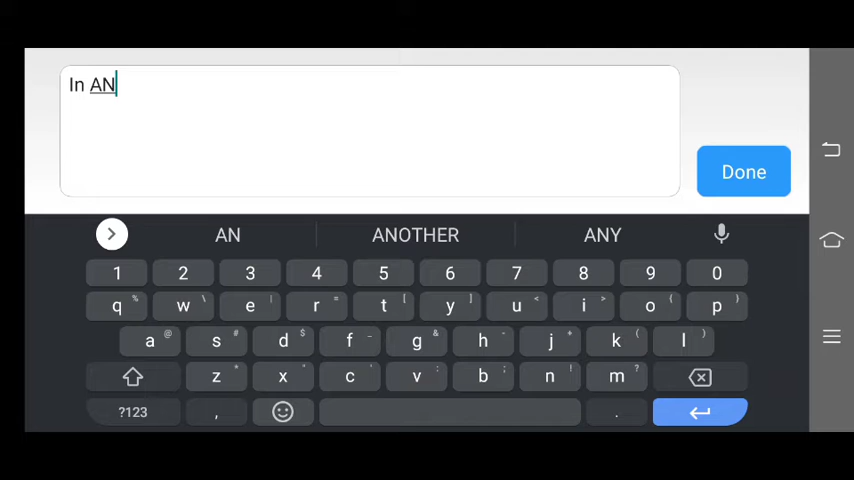 In AN
Done
AN ANOTHER ANY
1 2 3 4 5 6 7 8 9 0
q % w \ e | r = t [ y ] u < i > o { p }
a @ s # d $ f _ g & h - j + k ( l )
z * x " c ' v : b ; n ! m ?
?123 , .